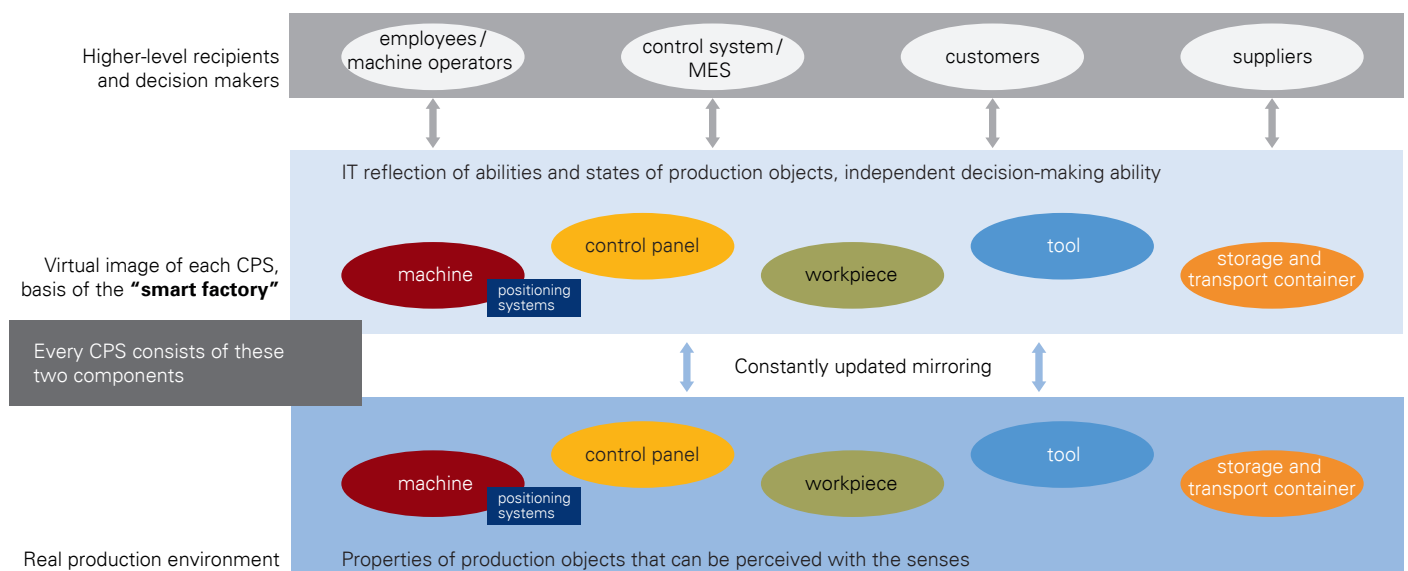 Higher-level recipients
and decision makers
employees/
machine operators
control system/
MES
customers
suppliers
IT reflection of abilities and states of production objects, independent decision-making ability
Virtual image of each CPS,
basis of the “smart factory”
machine
positioning
systems
control panel
workpiece
tool
storage and
transport container
Every CPS consists of these
two components
Constantly updated mirroring
machine
positioning
systems
control panel
workpiece
tool
storage and
transport container
Real production environment
Properties of production objects that can be perceived with the senses